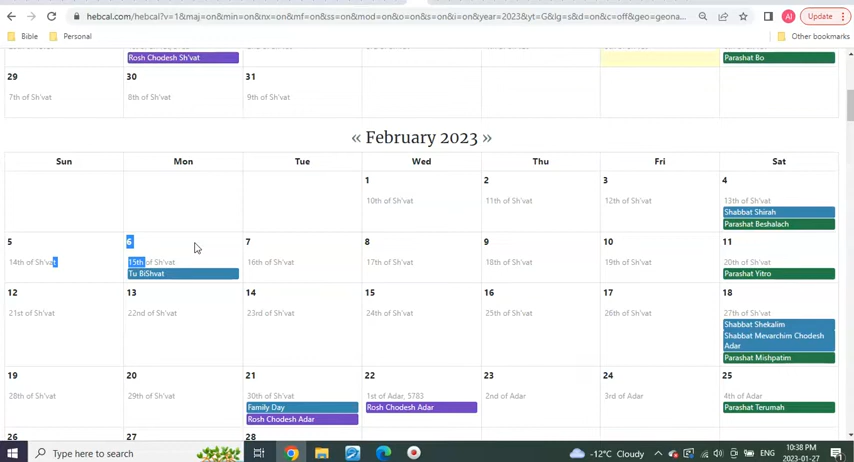 hebcal.com/hebcal?v=1&maj=on&min=on&nx=on&mf=on&ss=on&mod=on&o=on&s=on&i=on&year=2023&yt=G&lg=s&d=on&c=off&geo=geona...
AI
Update
Bible
Personal
Other bookmarks
Rosh Chodesh Sh'vat
Parashat Bo
29
30
31
7th of Sh'vat
8th of Sh'vat
9th of Sh'vat
« February 2023 »
Sun Mon Tue Wed Thu Fri Sat
1 2 3 4
10th of Sh'vat 11th of Sh'vat 12th of Sh'vat 13th of Sh'vat
Shabbat Shirah
Parashat Beshalach
5 6 7 8 9 10 11
14th of Sh'vat 15th of Sh'vat 16th of Sh'vat 17th of Sh'vat 18th of Sh'vat 19th of Sh'vat 20th of Sh'vat
Tu BiShvat Parashat Yitro
12 13 14 15 16 17 18
21st of Sh'vat 22nd of Sh'vat 23rd of Sh'vat 24th of Sh'vat 25th of Sh'vat 26th of Sh'vat 27th of Sh'vat
Shabbat Shekalim
Shabbat Mevarchim Chodesh
Adar
Parashat Mishpatim
19 20 21 22 23 24 25
28th of Sh'vat 29th of Sh'vat 30th of Sh'vat 1st of Adar, 5783 2nd of Adar 3rd of Adar 4th of Adar
Family Day Rosh Chodesh Adar Parashat Terumah
Rosh Chodesh Adar
26 27 28
Type here to search
-12°C Cloudy
ENG
10:38 PM
2023-01-27